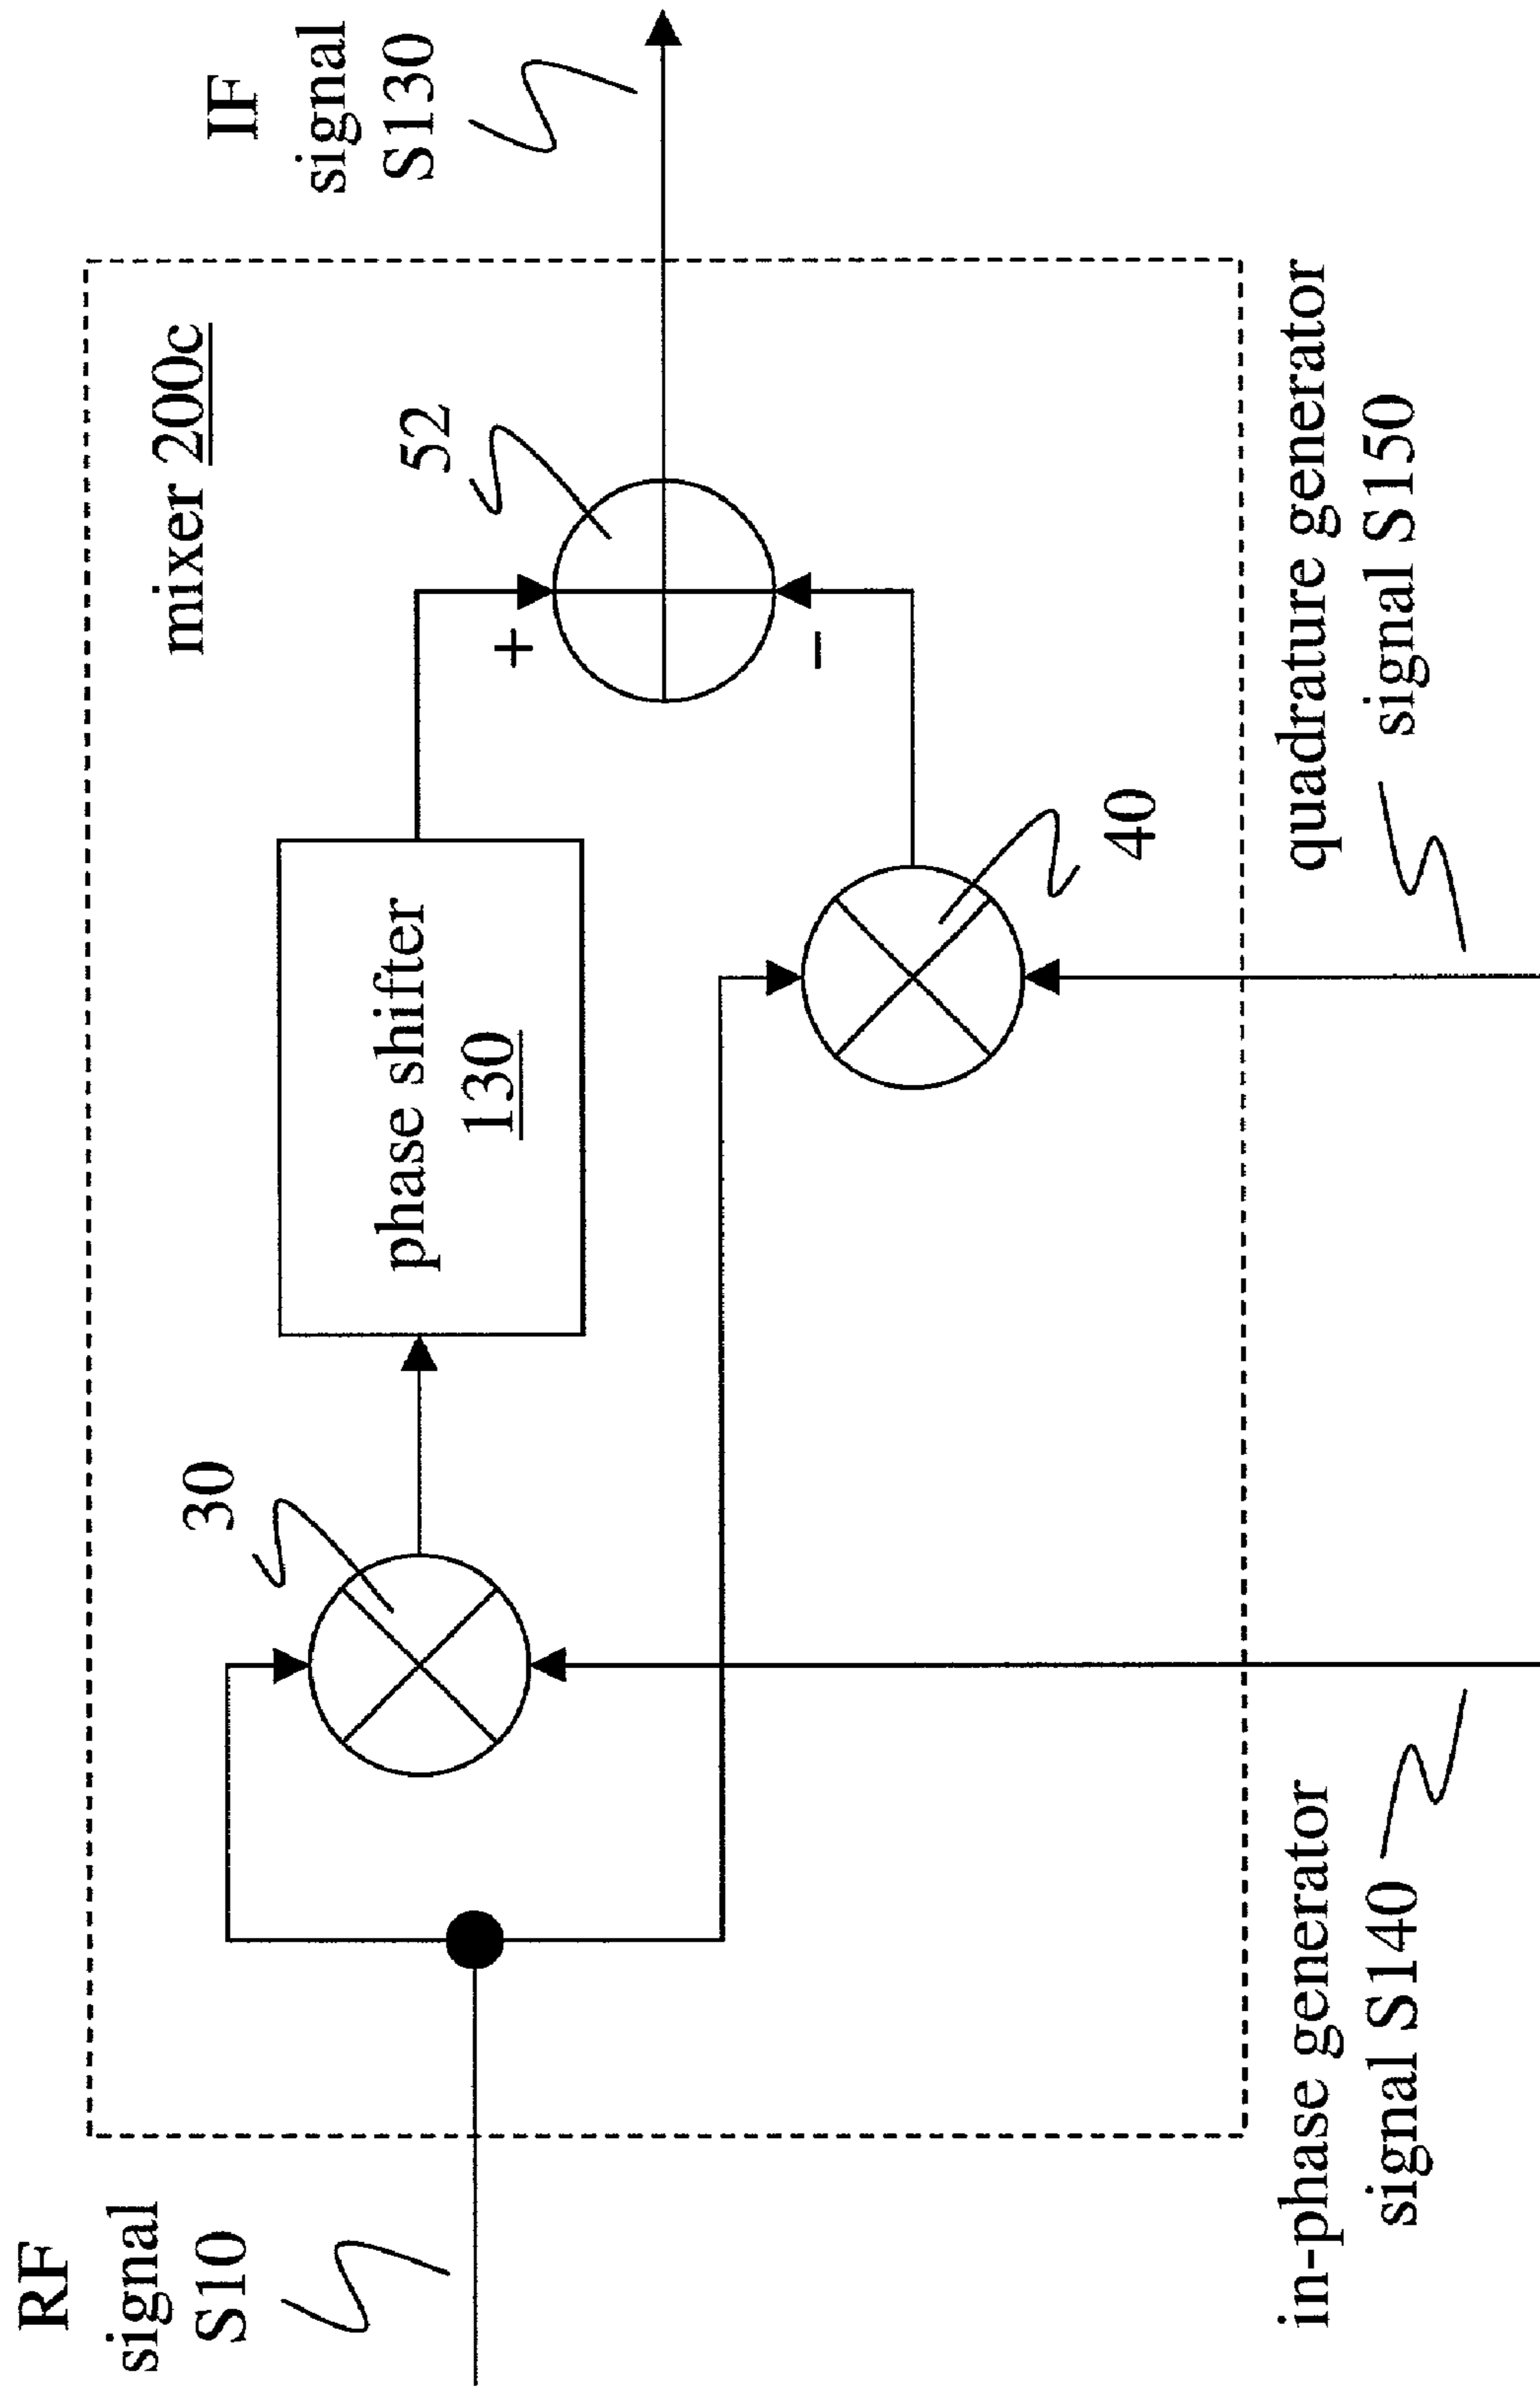 RF
signal
S10
IF
signal
S130
mixer 200c
30
phase shifter
130
+
52
−
40
in-phase generator
signal S140
quadrature generator
signal S150